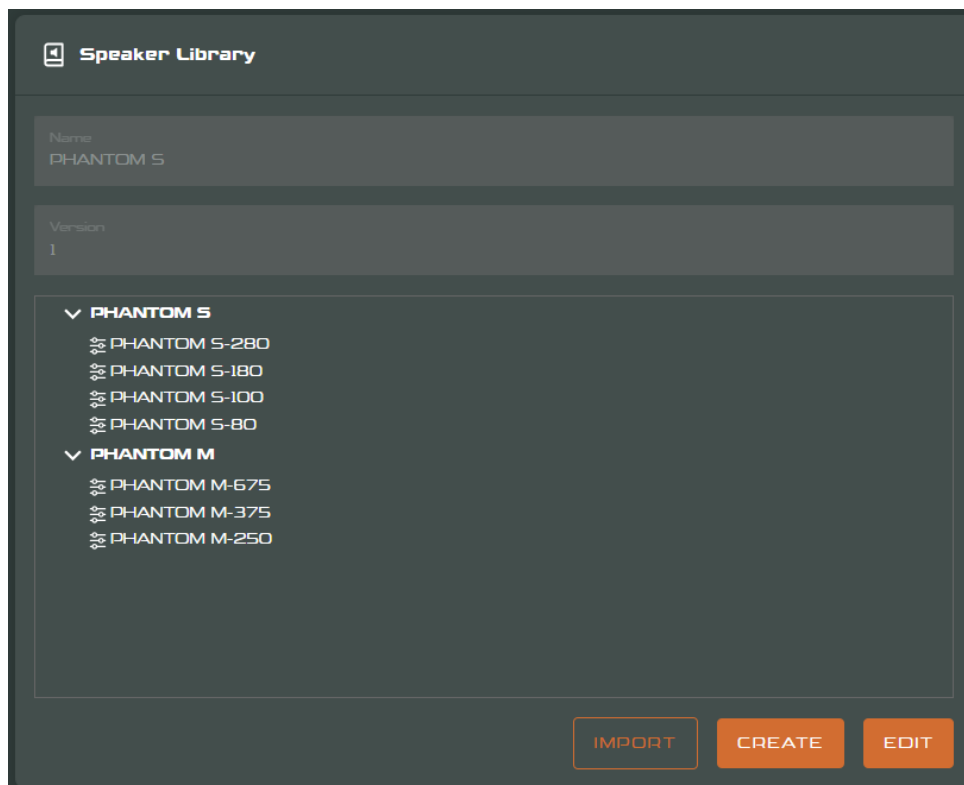 Speaker Library
Name
PHANTOM S
Version
1
PHANTOM S
PHANTOM S-280
PHANTOM S-180
PHANTOM S-100
PHANTOM S-80
PHANTOM M
PHANTOM M-675
PHANTOM M-375
PHANTOM M-250
IMPORT CREATE EDIT